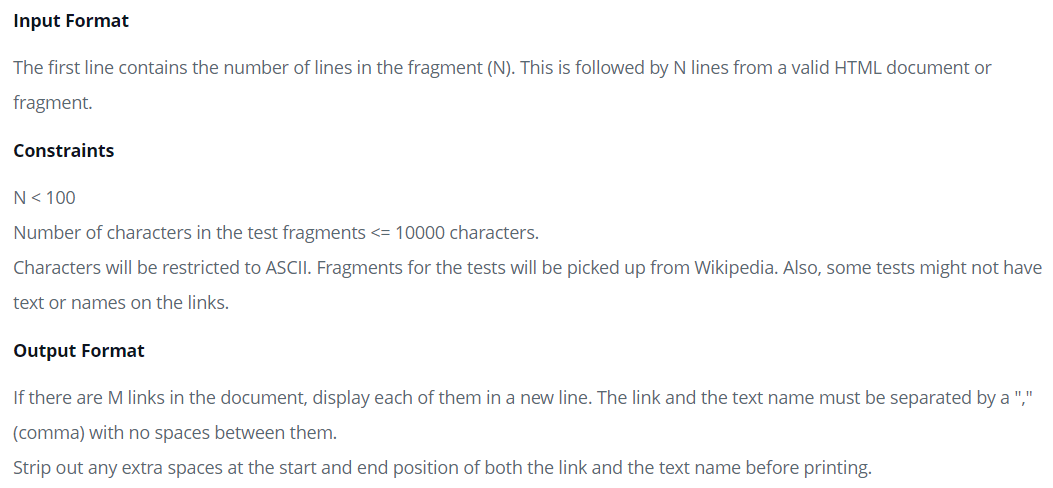 Input Format
The first line contains the number of lines in the fragment (N). This is followed by N lines from a valid HTML document or
fragment.
Constraints
N < 100
Number of characters in the test fragments <= 10000 characters.
Characters will be restricted to ASCII. Fragments for the tests will be picked up from Wikipedia. Also, some tests might not have
text or names on the links.
Output Format
If there are M links in the document, display each of them in a new line. The link and the text name must be separated by a ","
(comma) with no spaces between them.
Strip out any extra spaces at the start and end position of both the link and the text name before printing.